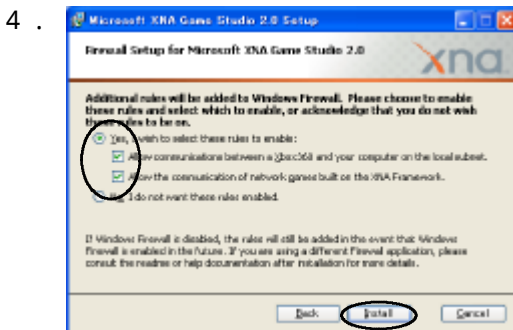 4 .
Microsoft XNA Game Studio 2.0 Setup
Firewall Setup for Microsoft XNA Game Studio 2.0
xna
Additional rules will be added to Windows Firewall. Please choose to enable
these rules and select which to enable, or acknowledge that you do not wish
these rules to be on.
Yes, I wish to select these rules to enable:
Allow communications between a Xbox360 and your computer on the local subnet.
Allow the communication of network games built on the XNA Framework.
No, I do not want these rules enabled.
If Windows Firewall is disabled, the rules will still be added in the event that Windows
Firewall is enabled in the future. If you are using a different Firewall application, please
consult the readme or help documentation after installation for more details.
Back
Install
Cancel